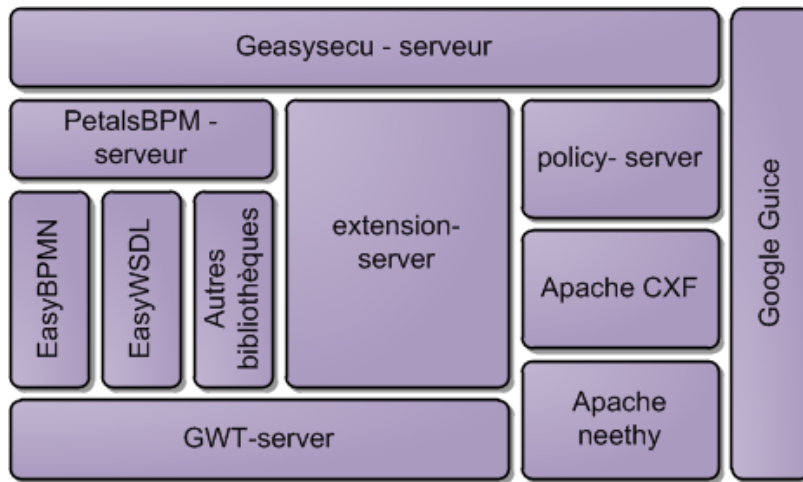 Geasysecu - serveur
PetalsBPM -
serveur
extension-
server
policy- server
Google Guice
EasyBPMN
EasyWSDL
Autres
bibliothèques
Apache CXF
GWT-server
Apache
neethy